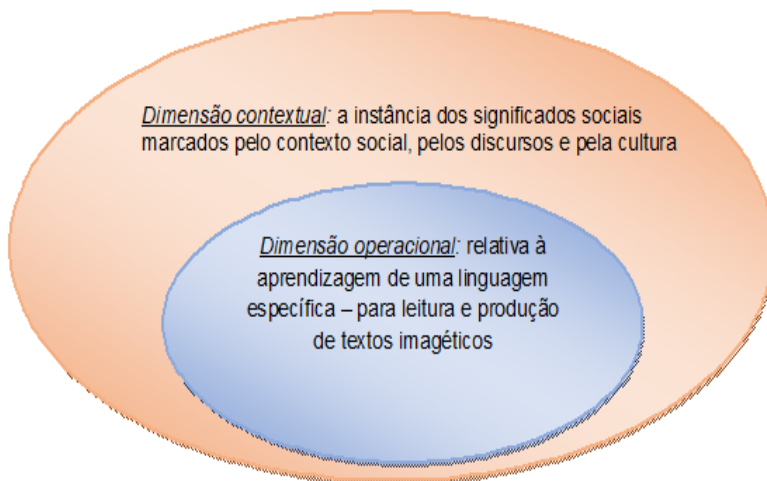 Dimensão contextual: a instância dos significados sociais
marcados pelo contexto social, pelos discursos e pela cultura
Dimensão operacional: relativa à
aprendizagem de uma linguagem
específica – para leitura e produção
de textos imagéticos